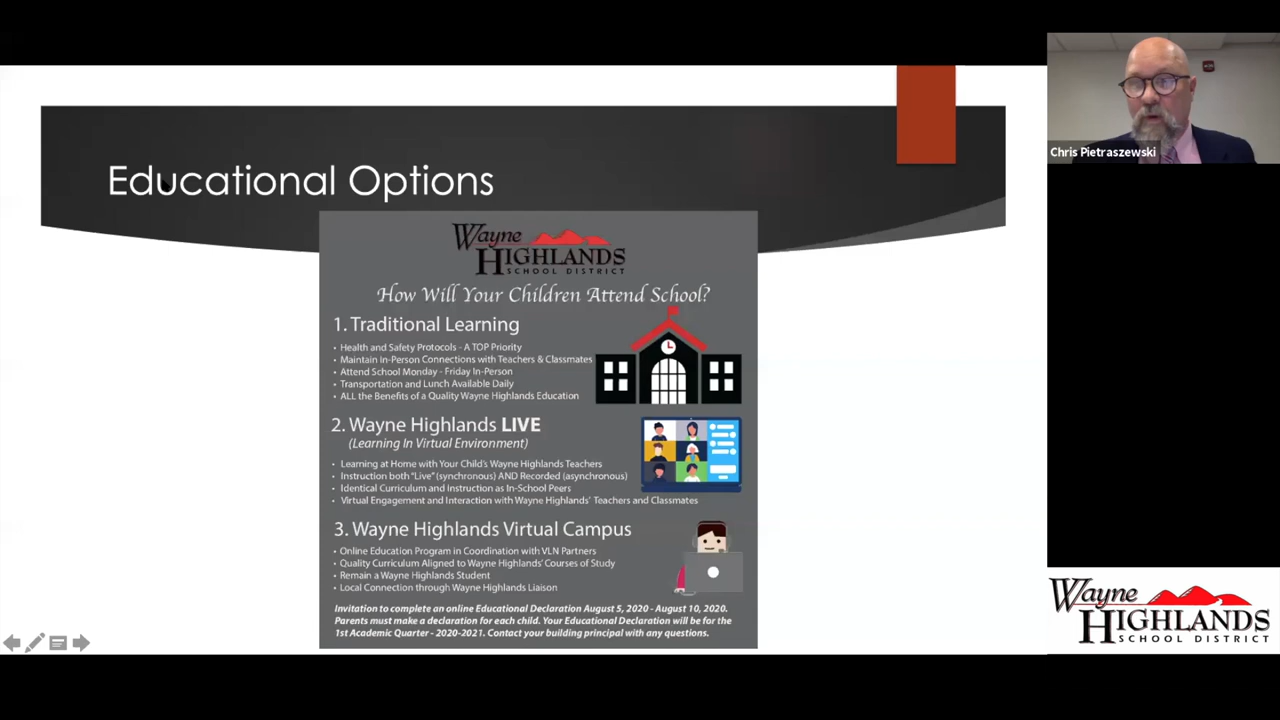 Educational Options
Wayne
HIGHLANDS
SCHOOL DISTRICT
How Will Your Children Attend School?
1. Traditional Learning
• Health and Safety Protocols - A TOP Priority
• Maintain In-Person Connections with Teachers & Classmates
• Attend School Monday - Friday In-Person
• Transportation and Lunch Available Daily
• ALL the Benefits of a Quality Wayne Highlands Education
2. Wayne Highlands LIVE
(Learning In Virtual Environment)
• Learning at Home with Your Child's Wayne Highlands Teachers
• Instruction both "Live" (synchronous) AND Recorded (asynchronous)
• Identical Curriculum and Instruction as In-School Peers
• Virtual Engagement and Interaction with Wayne Highlands' Teachers and Classmates
3. Wayne Highlands Virtual Campus
• Online Education Program in Coordination with VLN Partners
• Quality Curriculum Aligned to Wayne Highlands' Courses of Study
• Remain a Wayne Highlands Student
• Local Connection through Wayne Highlands Liaison
Invitation to complete an online Educational Declaration August 5, 2020 - August 10, 2020.
Parents must make a declaration for each child. Your Educational Declaration will be for the
1st Academic Quarter - 2020-2021. Contact your building principal with any questions.
Chris Pietraszewski
Wayne
HIGHLANDS
SCHOOL DISTRICT